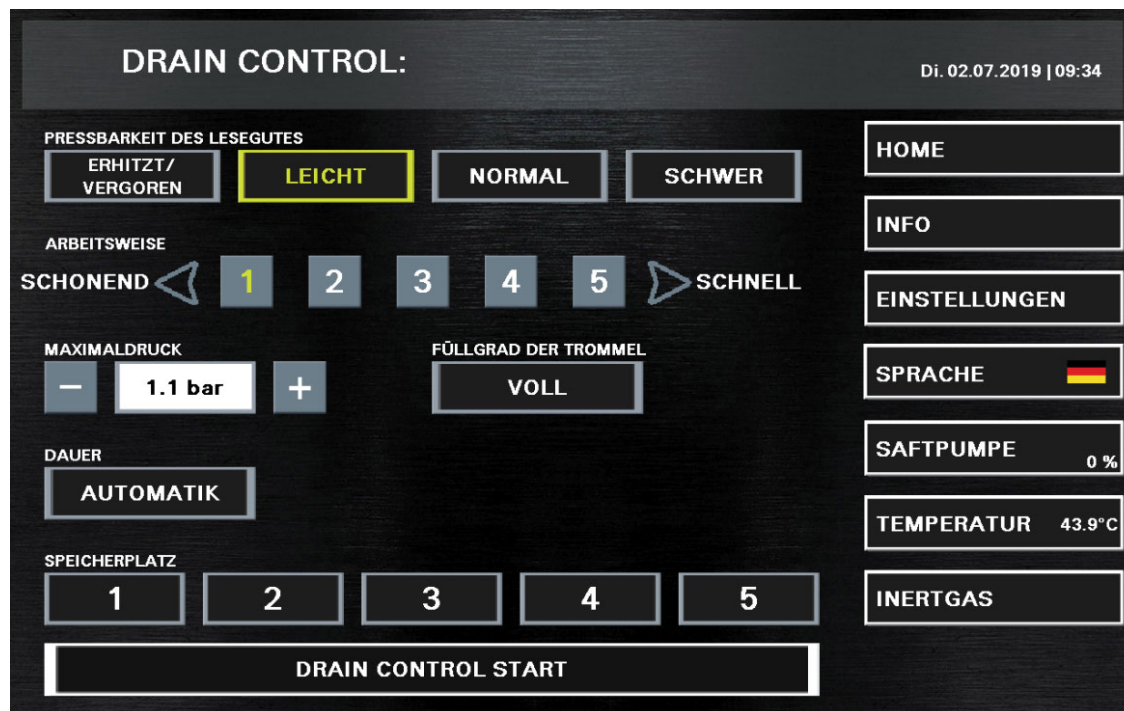 DRAIN CONTROL:
Di. 02.07.2019 | 09:34
PRESSBARKEIT DES LESEGUTES
ERHITZT/
VERGOREN
LEICHT
NORMAL
SCHWER
ARBEITSWEISE
SCHONEND
1
2
3
4
5
SCHNELL
MAXIMALDRUCK
−
1.1 bar
+
FÜLLGRAD DER TROMMEL
VOLL
DAUER
AUTOMATIK
SPEICHERPLATZ
1
2
3
4
5
DRAIN CONTROL START
HOME
INFO
EINSTELLUNGEN
SPRACHE
SAFTPUMPE
0 %
TEMPERATUR 43.9°C
INERTGAS